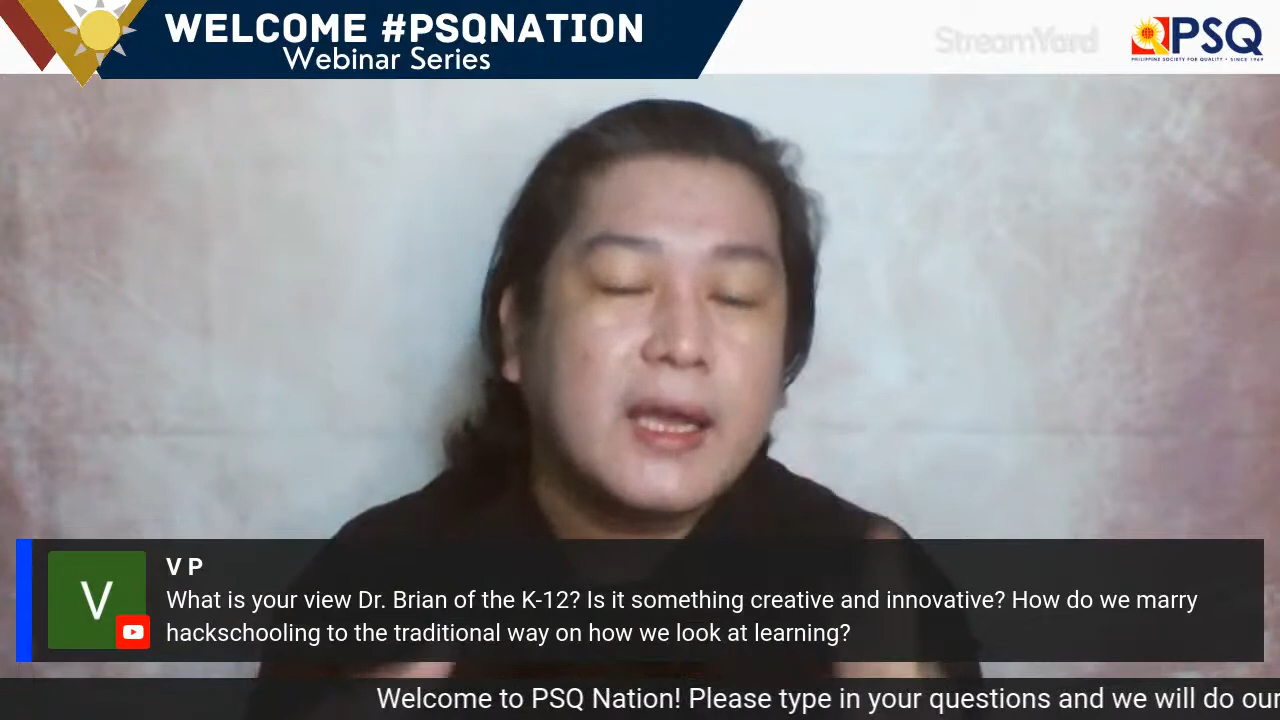 WELCOME #PSQNATION
Webinar Series
StreamYard
PSQ
PHILIPPINE SOCIETY FOR QUALITY • SINCE 1969
V
V P
What is your view Dr. Brian of the K-12? Is it something creative and innovative? How do we marry
hackschooling to the traditional way on how we look at learning?
Welcome to PSQ Nation! Please type in your questions and we will do our